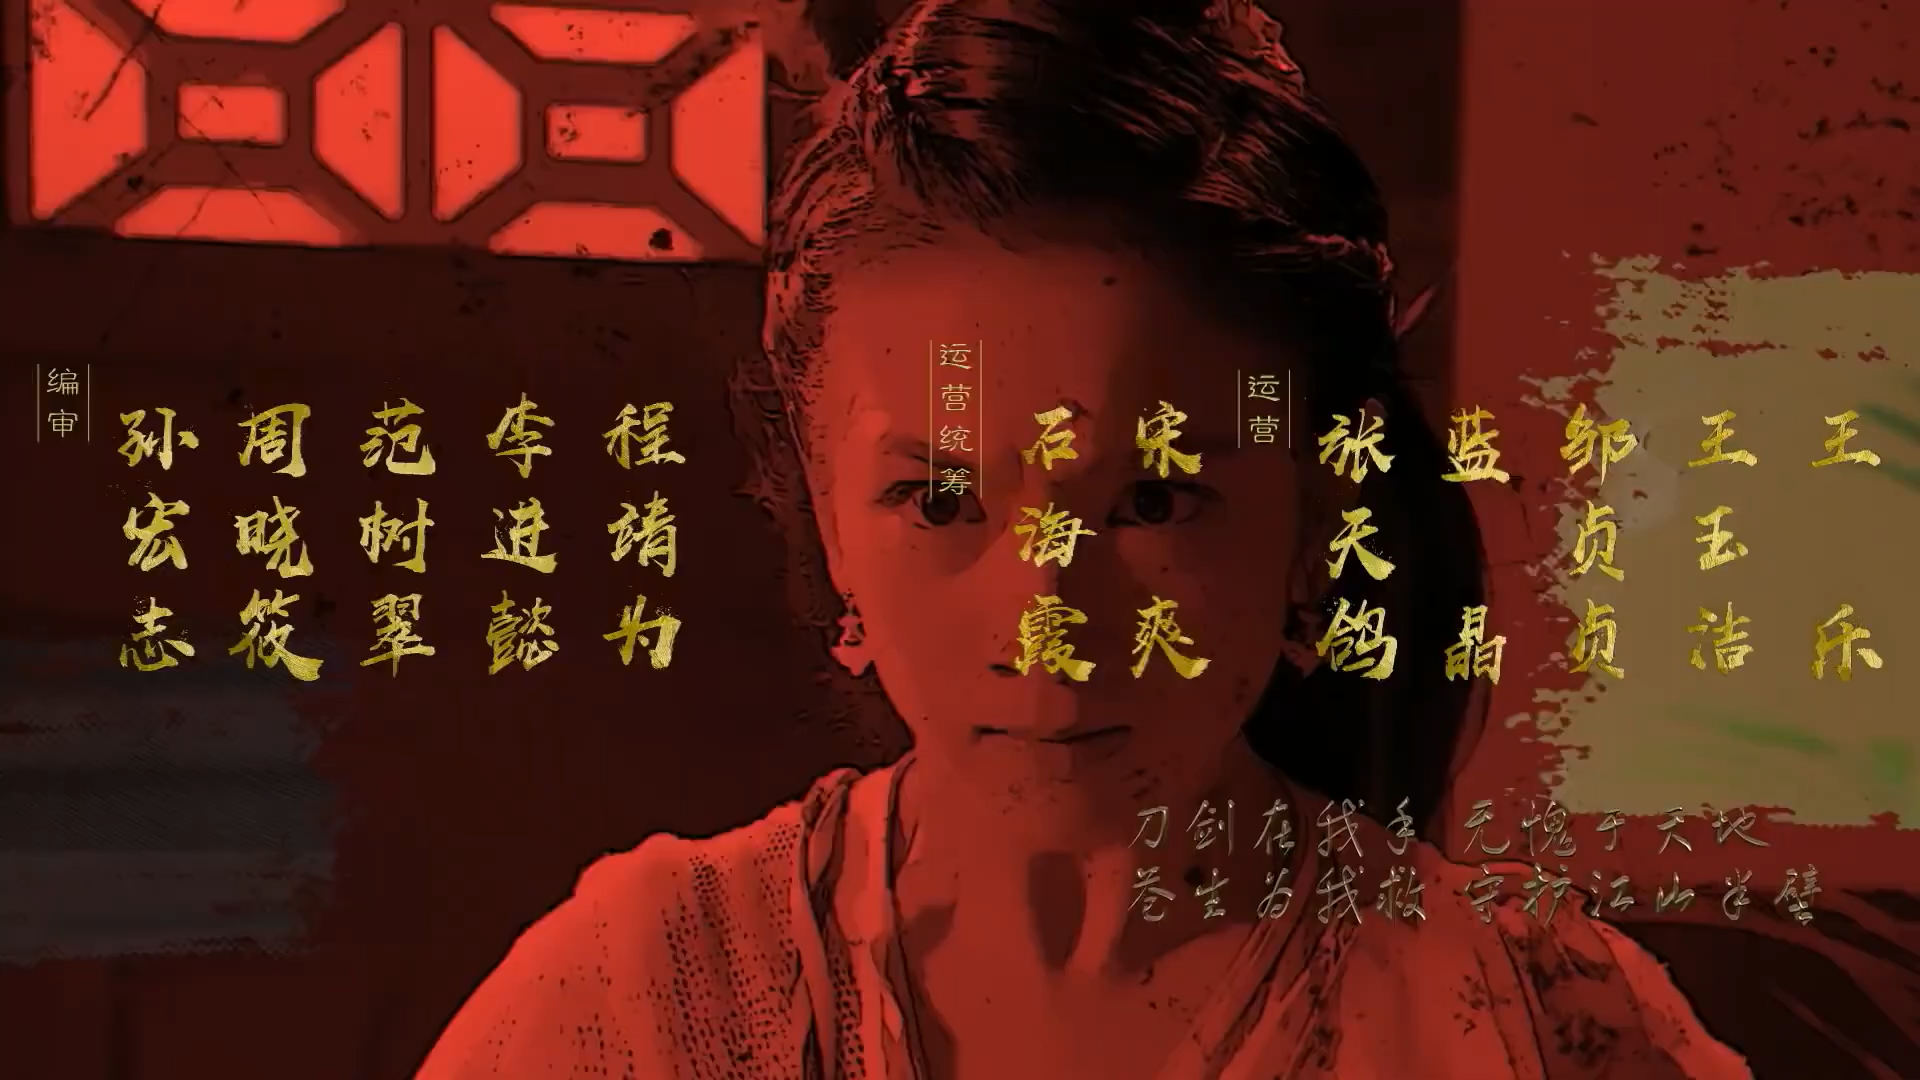 编审
孙宏志
周晓筱
范树翠
李进懿
程靖为
运营统筹
石海霞
宋爽
运营
张天鸽
蓝晶
邹贞贞
王玉洁
王乐
刀剑在我手 无愧于天地
苍生为我救 守护江山半壁